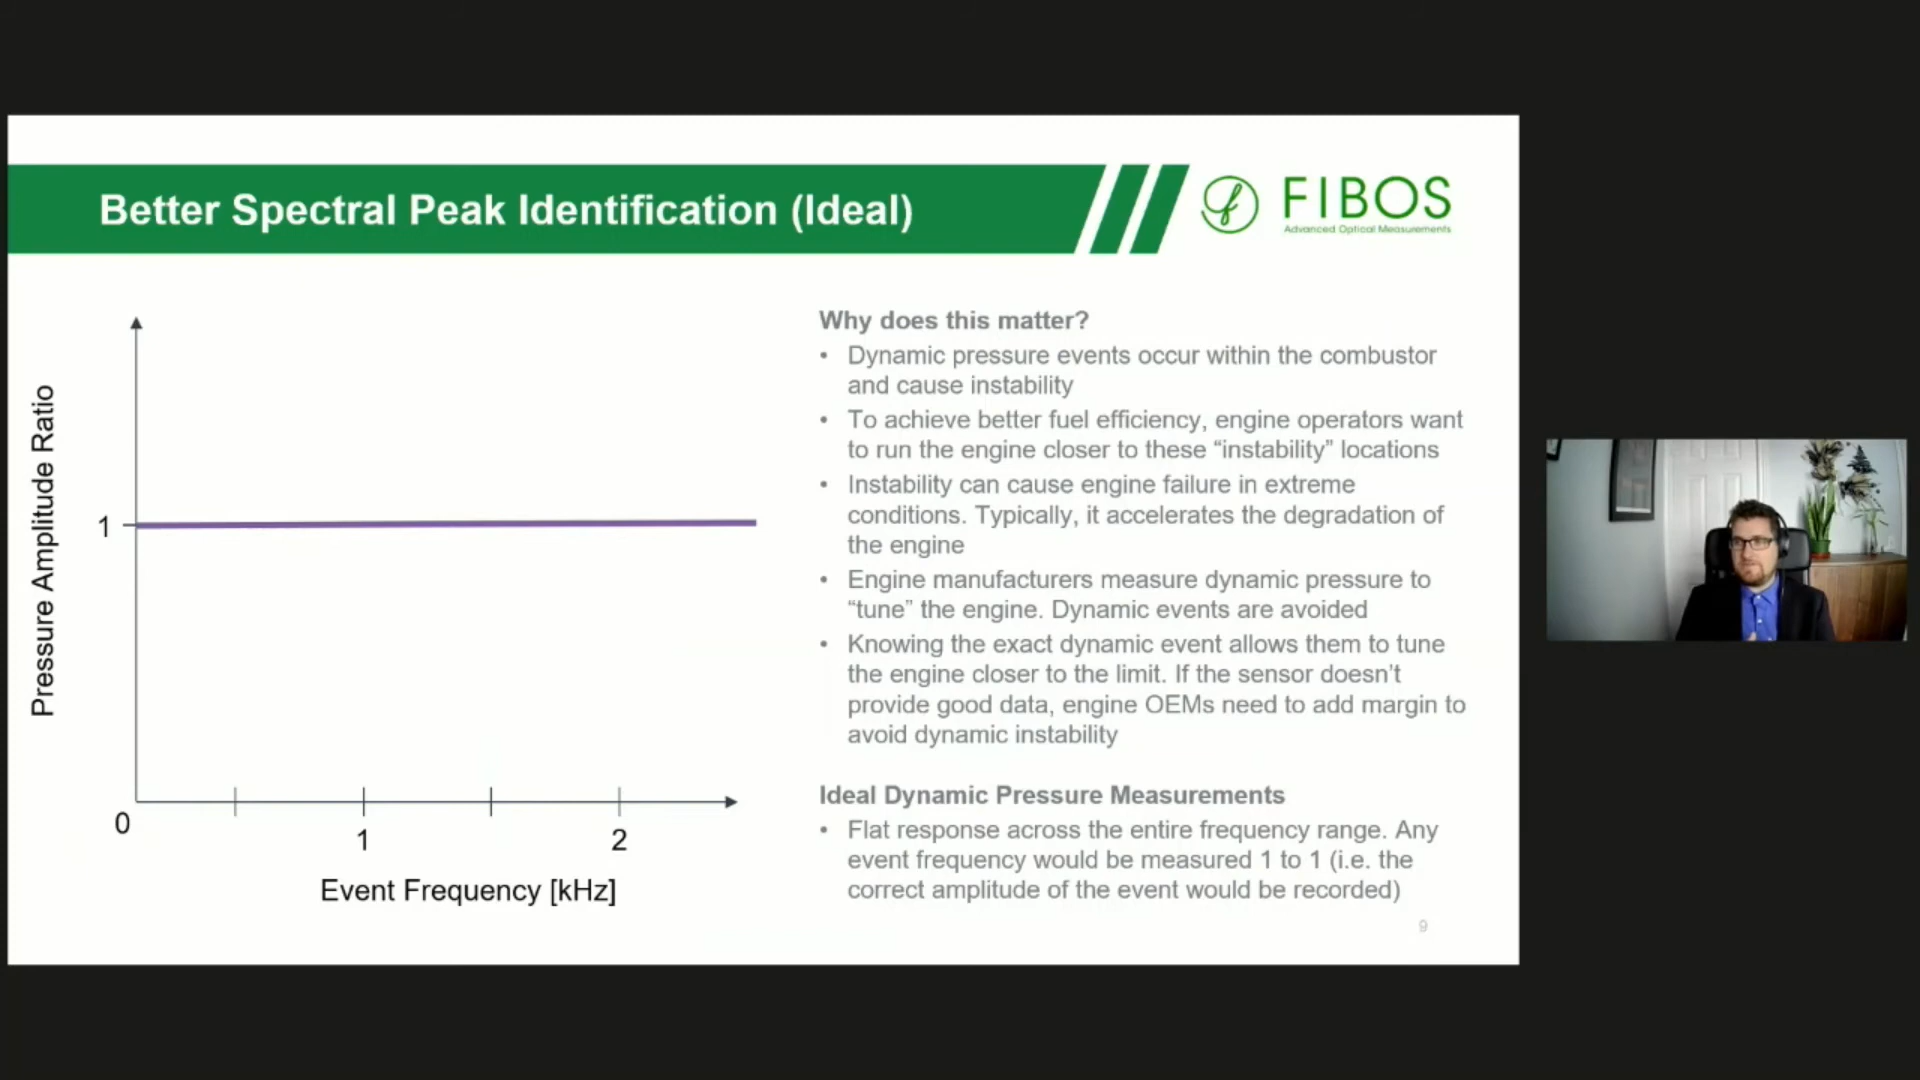 Better Spectral Peak Identification (Ideal)
FIBOS
Advanced Optical Measurements
Pressure Amplitude Ratio
1
0
1
2
Event Frequency [kHz]
Why does this matter?
• Dynamic pressure events occur within the combustor
and cause instability
• To achieve better fuel efficiency, engine operators want
to run the engine closer to these “instability” locations
• Instability can cause engine failure in extreme
conditions. Typically, it accelerates the degradation of
the engine
• Engine manufacturers measure dynamic pressure to
“tune” the engine. Dynamic events are avoided
• Knowing the exact dynamic event allows them to tune
the engine closer to the limit. If the sensor doesn’t
provide good data, engine OEMs need to add margin to
avoid dynamic instability
Ideal Dynamic Pressure Measurements
• Flat response across the entire frequency range. Any
event frequency would be measured 1 to 1 (i.e. the
correct amplitude of the event would be recorded)
9